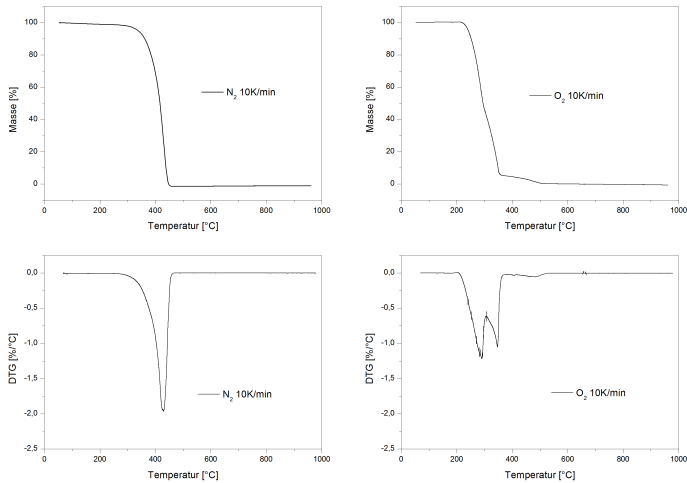 100
80
60
40
20
0
Masse [%]
N₂ 10K/min
0 200 400 600 800 1000
Temperatur [°C]
100
80
60
40
20
0
Masse [%]
O₂ 10K/min
0 200 400 600 800 1000
Temperatur [°C]
0,0
-0,5
-1,0
-1,5
-2,0
-2,5
DTG [%/°C]
N₂ 10K/min
0 200 400 600 800 1000
Temperatur [°C]
0,0
-0,5
-1,0
-1,5
-2,0
-2,5
DTG [%/°C]
O₂ 10K/min
0 200 400 600 800 1000
Temperatur [°C]